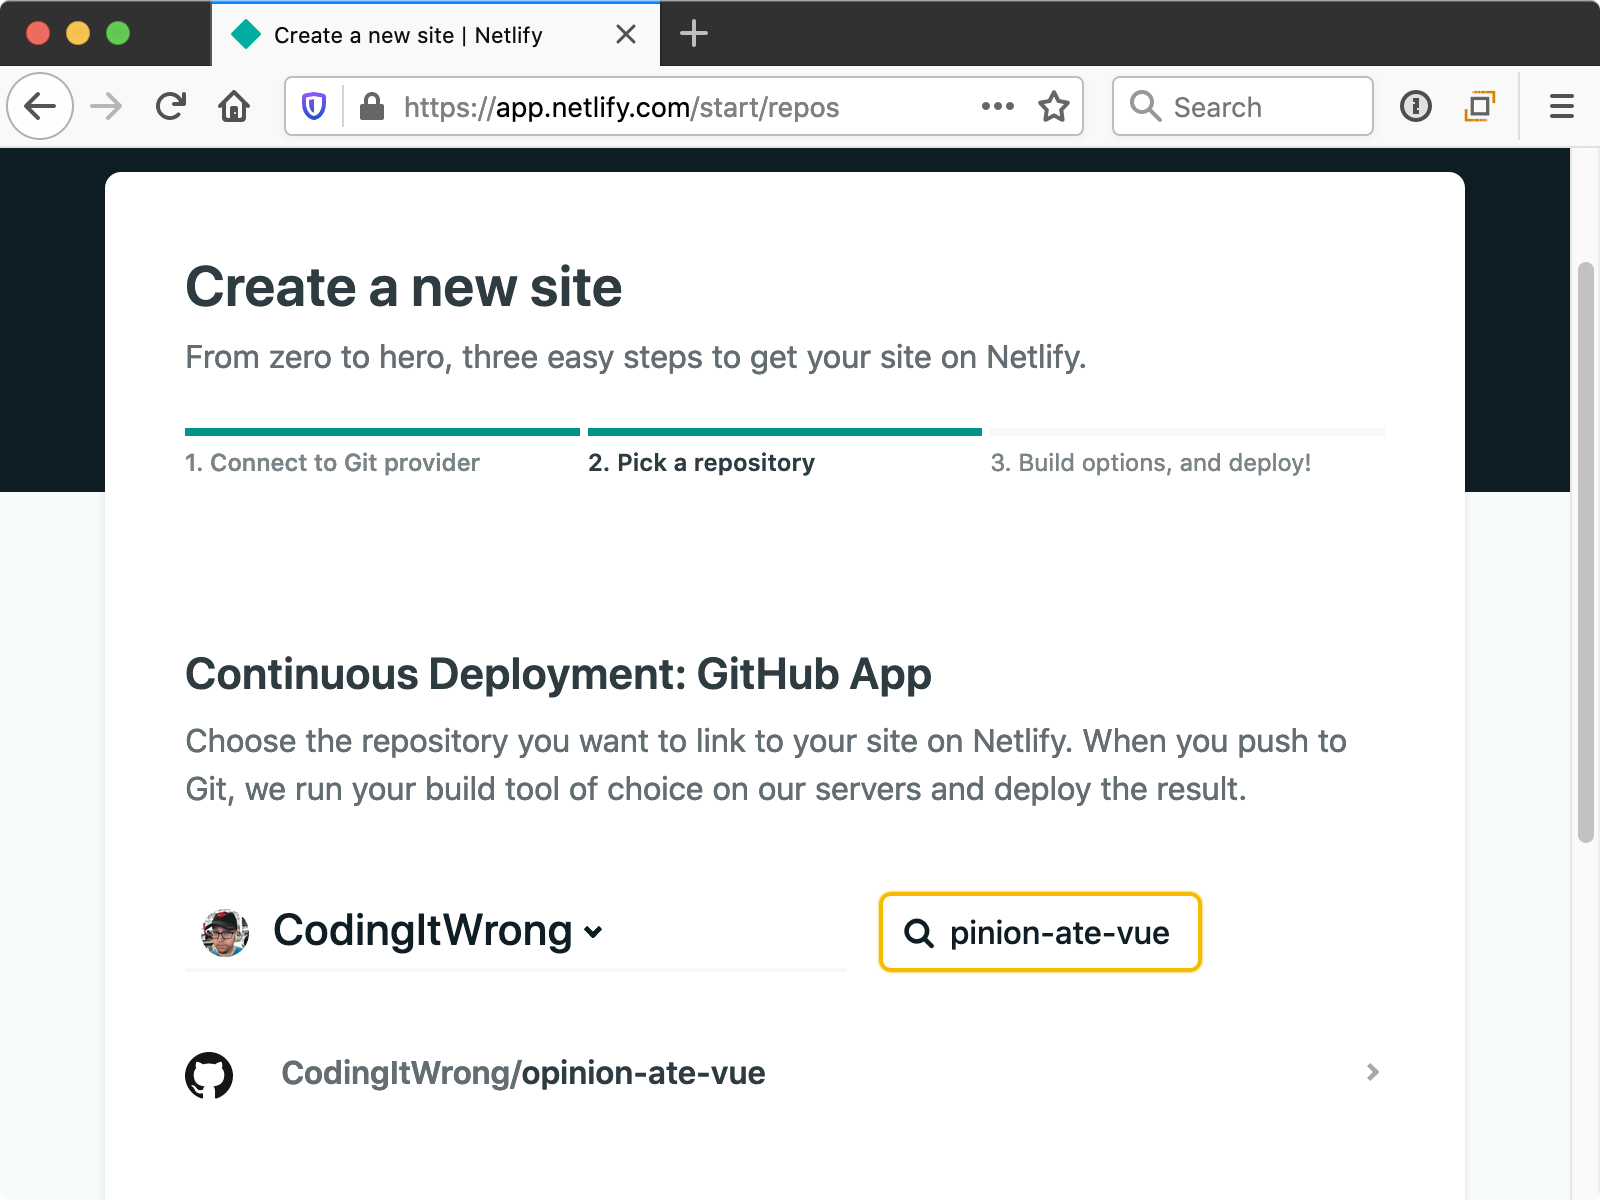 Create a new site | Netlify
https://app.netlify.com/start/repos
Search
Create a new site
From zero to hero, three easy steps to get your site on Netlify.
1. Connect to Git provider
2. Pick a repository
3. Build options, and deploy!
Continuous Deployment: GitHub App
Choose the repository you want to link to your site on Netlify. When you push to
Git, we run your build tool of choice on our servers and deploy the result.
CodingItWrong
pinion-ate-vue
CodingItWrong/opinion-ate-vue